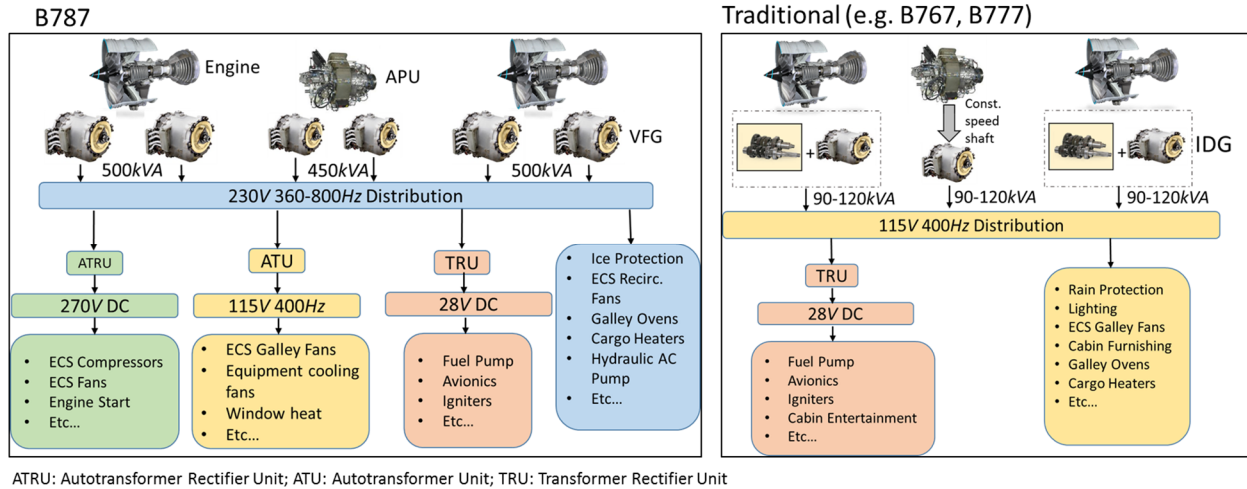 B787
Engine
APU
VFG
500kVA
450kVA
500kVA
230V 360-800Hz Distribution
ATRU
ATU
TRU
270V DC
115V 400Hz
28V DC
• ECS Compressors
• ECS Fans
• Engine Start
• Etc...
• ECS Galley Fans
• Equipment cooling
fans
• Window heat
• Etc...
• Fuel Pump
• Avionics
• Igniters
• Etc...
• Ice Protection
• ECS Recirc.
Fans
• Galley Ovens
• Cargo Heaters
• Hydraulic AC
Pump
• Etc...
Traditional (e.g. B767, B777)
Const.
speed
shaft
+
+
IDG
90-120kVA
90-120kVA
90-120kVA
115V 400Hz Distribution
TRU
28V DC
• Fuel Pump
• Avionics
• Igniters
• Cabin Entertainment
• Etc...
• Rain Protection
• Lighting
• ECS Galley Fans
• Cabin Furnishing
• Galley Ovens
• Cargo Heaters
• Etc...
ATRU: Autotransformer Rectifier Unit; ATU: Autotransformer Unit; TRU: Transformer Rectifier Unit